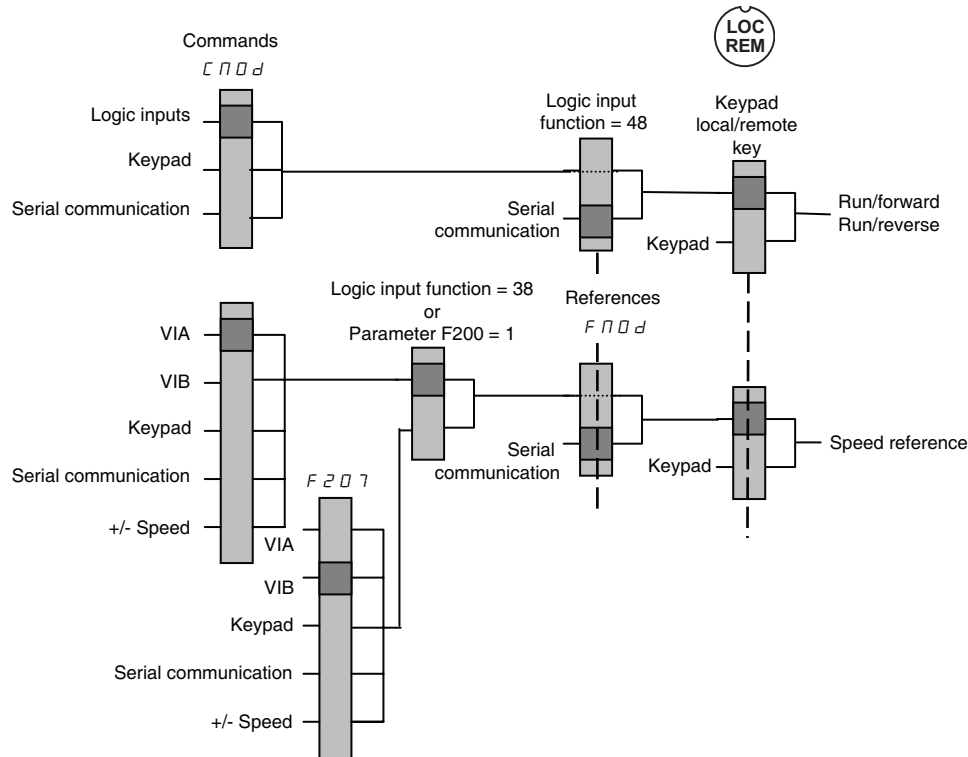 LOC
REM
Commands
CMOd
Logic inputs
Keypad
Serial communication
Logic input
function = 48
Serial
communication
Keypad
local/remote
key
Keypad
Run/forward
Run/reverse
Logic input function = 38
or
Parameter F200 = 1
References
FMOd
VIA
VIB
Keypad
Serial communication
+/- Speed
Serial
communication
Keypad
Speed reference
F207
VIA
VIB
Keypad
Serial communication
+/- Speed